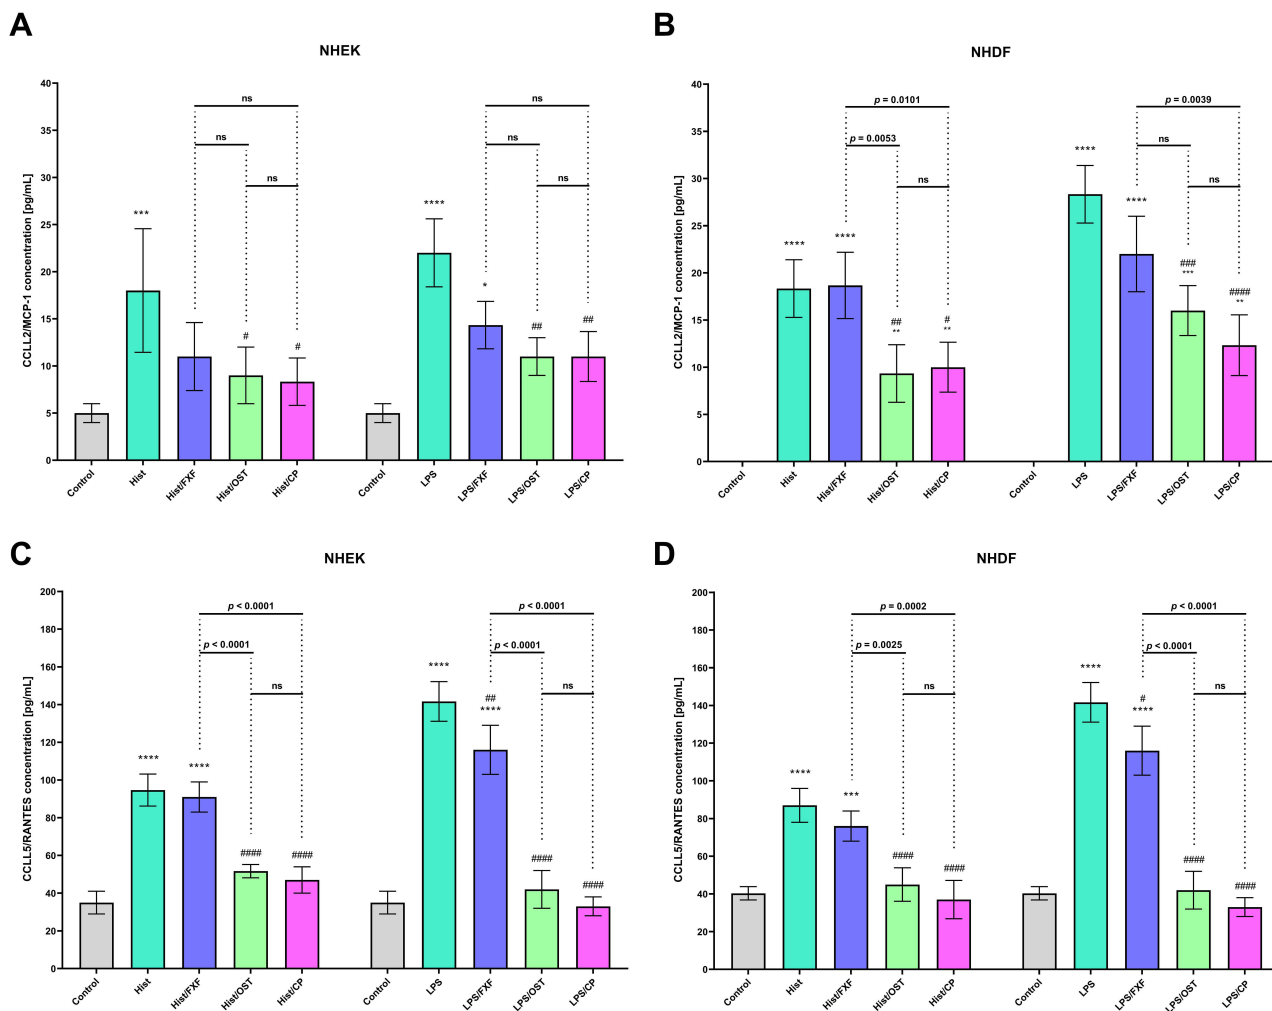 A
NHEK
CCLL2/MCP-1 concentration [pg/mL]
40
35
30
25
20
15
10
5
0
ns
ns
ns
ns
ns
ns
***
#
#
****
*
##
##
Control
Hist
Hist/FXF
Hist/OST
Hist/CP
Control
LPS
LPS/FXF
LPS/OST
LPS/CP
B
NHDF
CCLL2/MCP-1 concentration [pg/mL]
40
35
30
25
20
15
10
5
0
p = 0.0101
p = 0.0053
ns
p = 0.0039
ns
ns
****
****
##
**
#
**
****
****
###
***
####
**
Control
Hist
Hist/FXF
Hist/OST
Hist/CP
Control
LPS
LPS/FXF
LPS/OST
LPS/CP
C
NHEK
CCLL5/RANTES concentration [pg/mL]
200
180
160
140
120
100
80
60
40
20
0
p < 0.0001
p < 0.0001
ns
p < 0.0001
p < 0.0001
ns
****
****
####
####
****
##
****
####
####
Control
Hist
Hist/FXF
Hist/OST
Hist/CP
Control
LPS
LPS/FXF
LPS/OST
LPS/CP
D
NHDF
CCLL5/RANTES concentration [pg/mL]
200
180
160
140
120
100
80
60
40
20
0
p = 0.0002
p = 0.0025
ns
p < 0.0001
p < 0.0001
ns
****
***
####
####
****
#
****
####
####
Control
Hist
Hist/FXF
Hist/OST
Hist/CP
Control
LPS
LPS/FXF
LPS/OST
LPS/CP